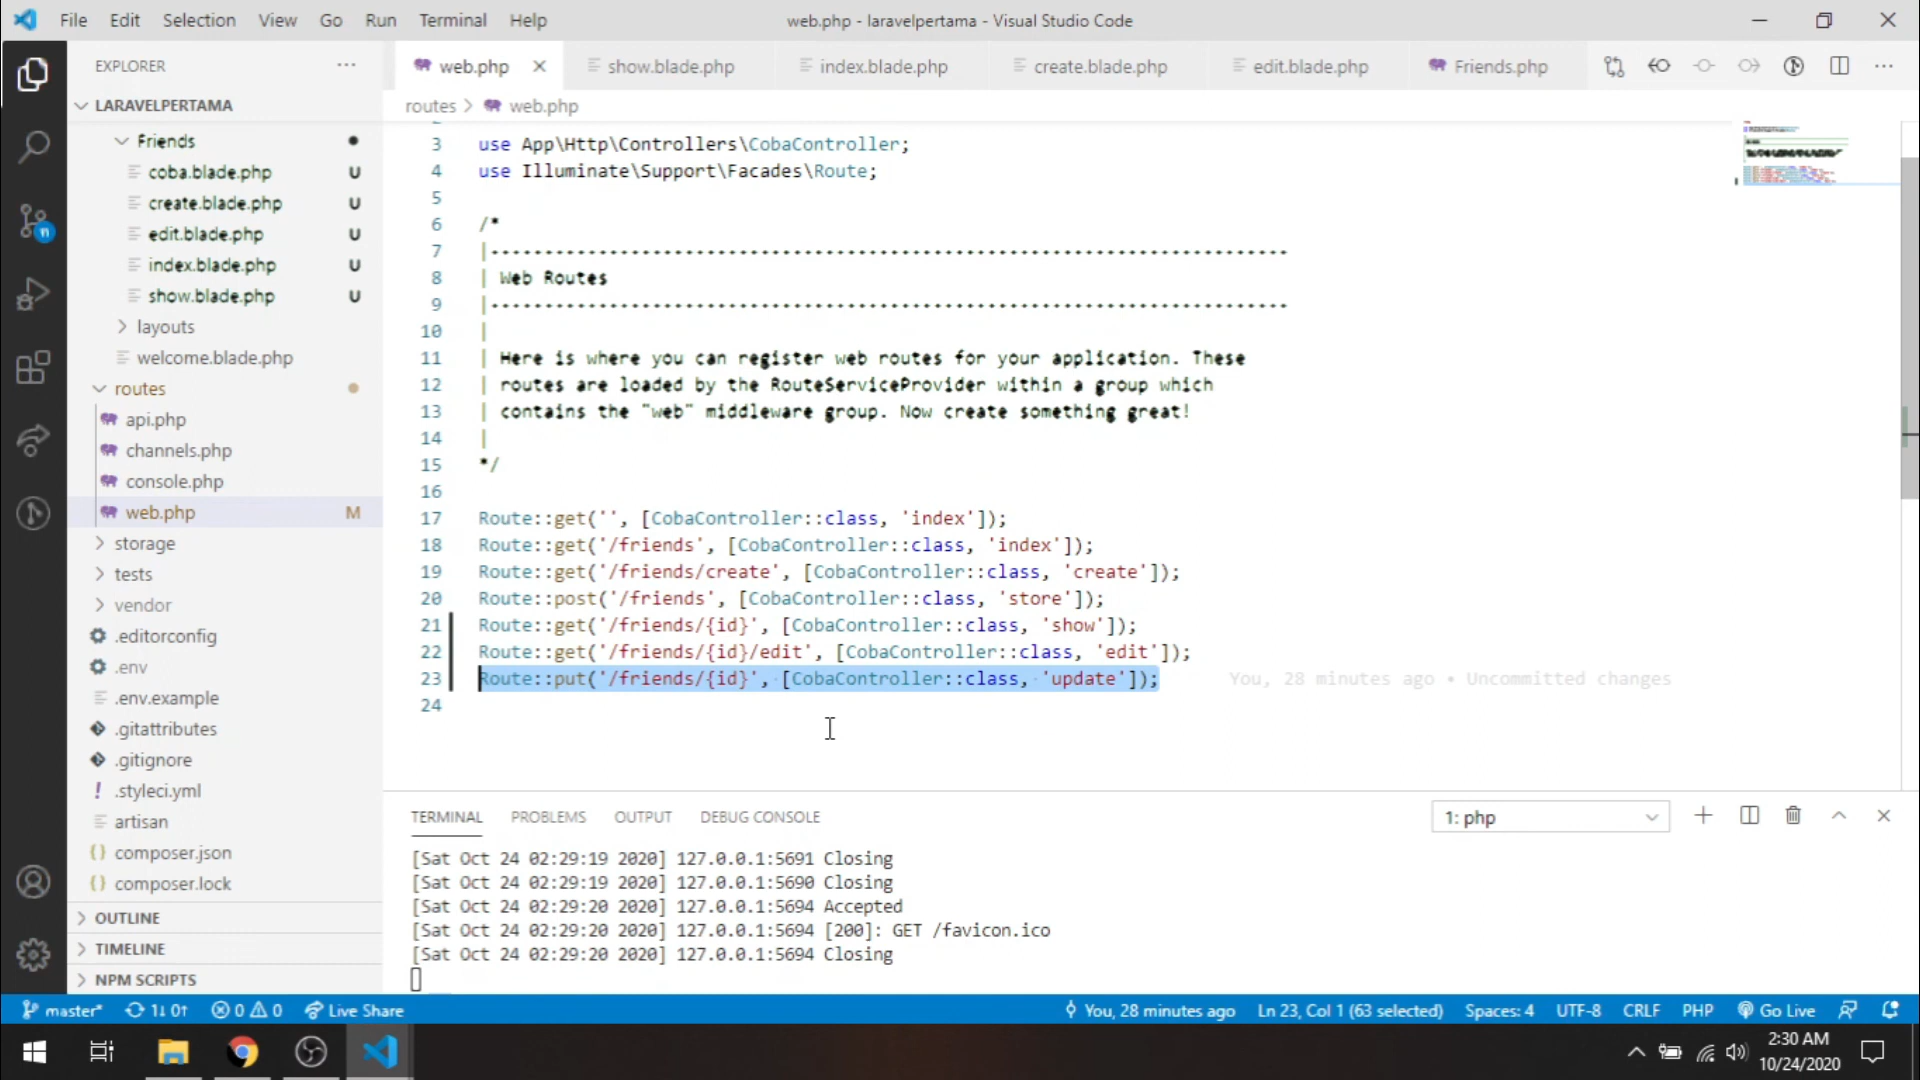 File Edit Selection View Go Run Terminal Help
web.php - laravelpertama - Visual Studio Code
EXPLORER
LARAVELPERTAMA
Friends
coba.blade.php U
create.blade.php U
edit.blade.php U
index.blade.php U
show.blade.php U
layouts
welcome.blade.php
routes
api.php
channels.php
console.php
web.php M
storage
tests
vendor
.editorconfig
.env
.env.example
.gitattributes
.gitignore
.styleci.yml
artisan
composer.json
composer.lock
OUTLINE
TIMELINE
NPM SCRIPTS
web.php show.blade.php index.blade.php create.blade.php edit.blade.php Friends.php
routes > web.php
3 use App\Http\Controllers\CobaController;
4 use Illuminate\Support\Facades\Route;
5
6 /*
7 |--------------------------------------------------------------------------
8 | Web Routes
9 |--------------------------------------------------------------------------
10 |
11 | Here is where you can register web routes for your application. These
12 | routes are loaded by the RouteServiceProvider within a group which
13 | contains the "web" middleware group. Now create something great!
14 |
15 */
16
17 Route::get('', [CobaController::class, 'index']);
18 Route::get('/friends', [CobaController::class, 'index']);
19 Route::get('/friends/create', [CobaController::class, 'create']);
20 Route::post('/friends', [CobaController::class, 'store']);
21 Route::get('/friends/{id}', [CobaController::class, 'show']);
22 Route::get('/friends/{id}/edit', [CobaController::class, 'edit']);
23 Route::put('/friends/{id}', [CobaController::class, 'update']); You, 28 minutes ago • Uncommitted changes
24
TERMINAL PROBLEMS OUTPUT DEBUG CONSOLE
1: php
[Sat Oct 24 02:29:19 2020] 127.0.0.1:5691 Closing
[Sat Oct 24 02:29:19 2020] 127.0.0.1:5690 Closing
[Sat Oct 24 02:29:20 2020] 127.0.0.1:5694 Accepted
[Sat Oct 24 02:29:20 2020] 127.0.0.1:5694 [200]: GET /favicon.ico
[Sat Oct 24 02:29:20 2020] 127.0.0.1:5694 Closing
master* 1↓ 0↑ 0 0 Live Share You, 28 minutes ago Ln 23, Col 1 (63 selected) Spaces: 4 UTF-8 CRLF PHP Go Live
2:30 AM
10/24/2020